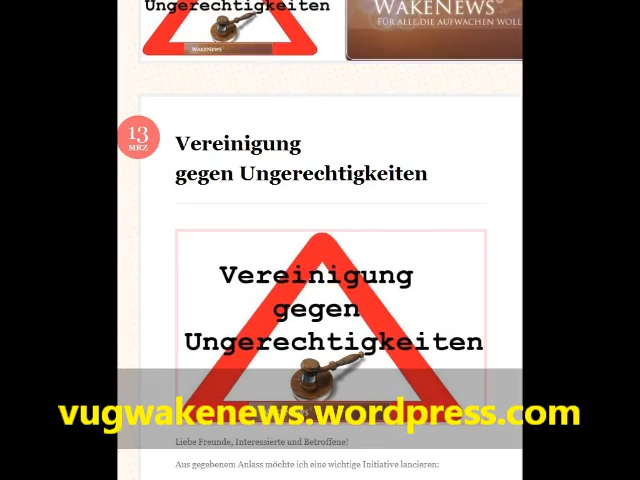 Ungerechtigkeiten
WakeNews
WAKENEWS
FÜR ALLE,DIE AUFWACHEN WOLL
13
MRZ
Vereinigung
gegen Ungerechtigkeiten
Vereinigung
gegen
Ungerechtigkeiten
vugwakenews.wordpress.com
Liebe Freunde, Interessierte und Betroffene!
Aus gegebenem Anlass möchte ich eine wichtige Initiative lancieren: